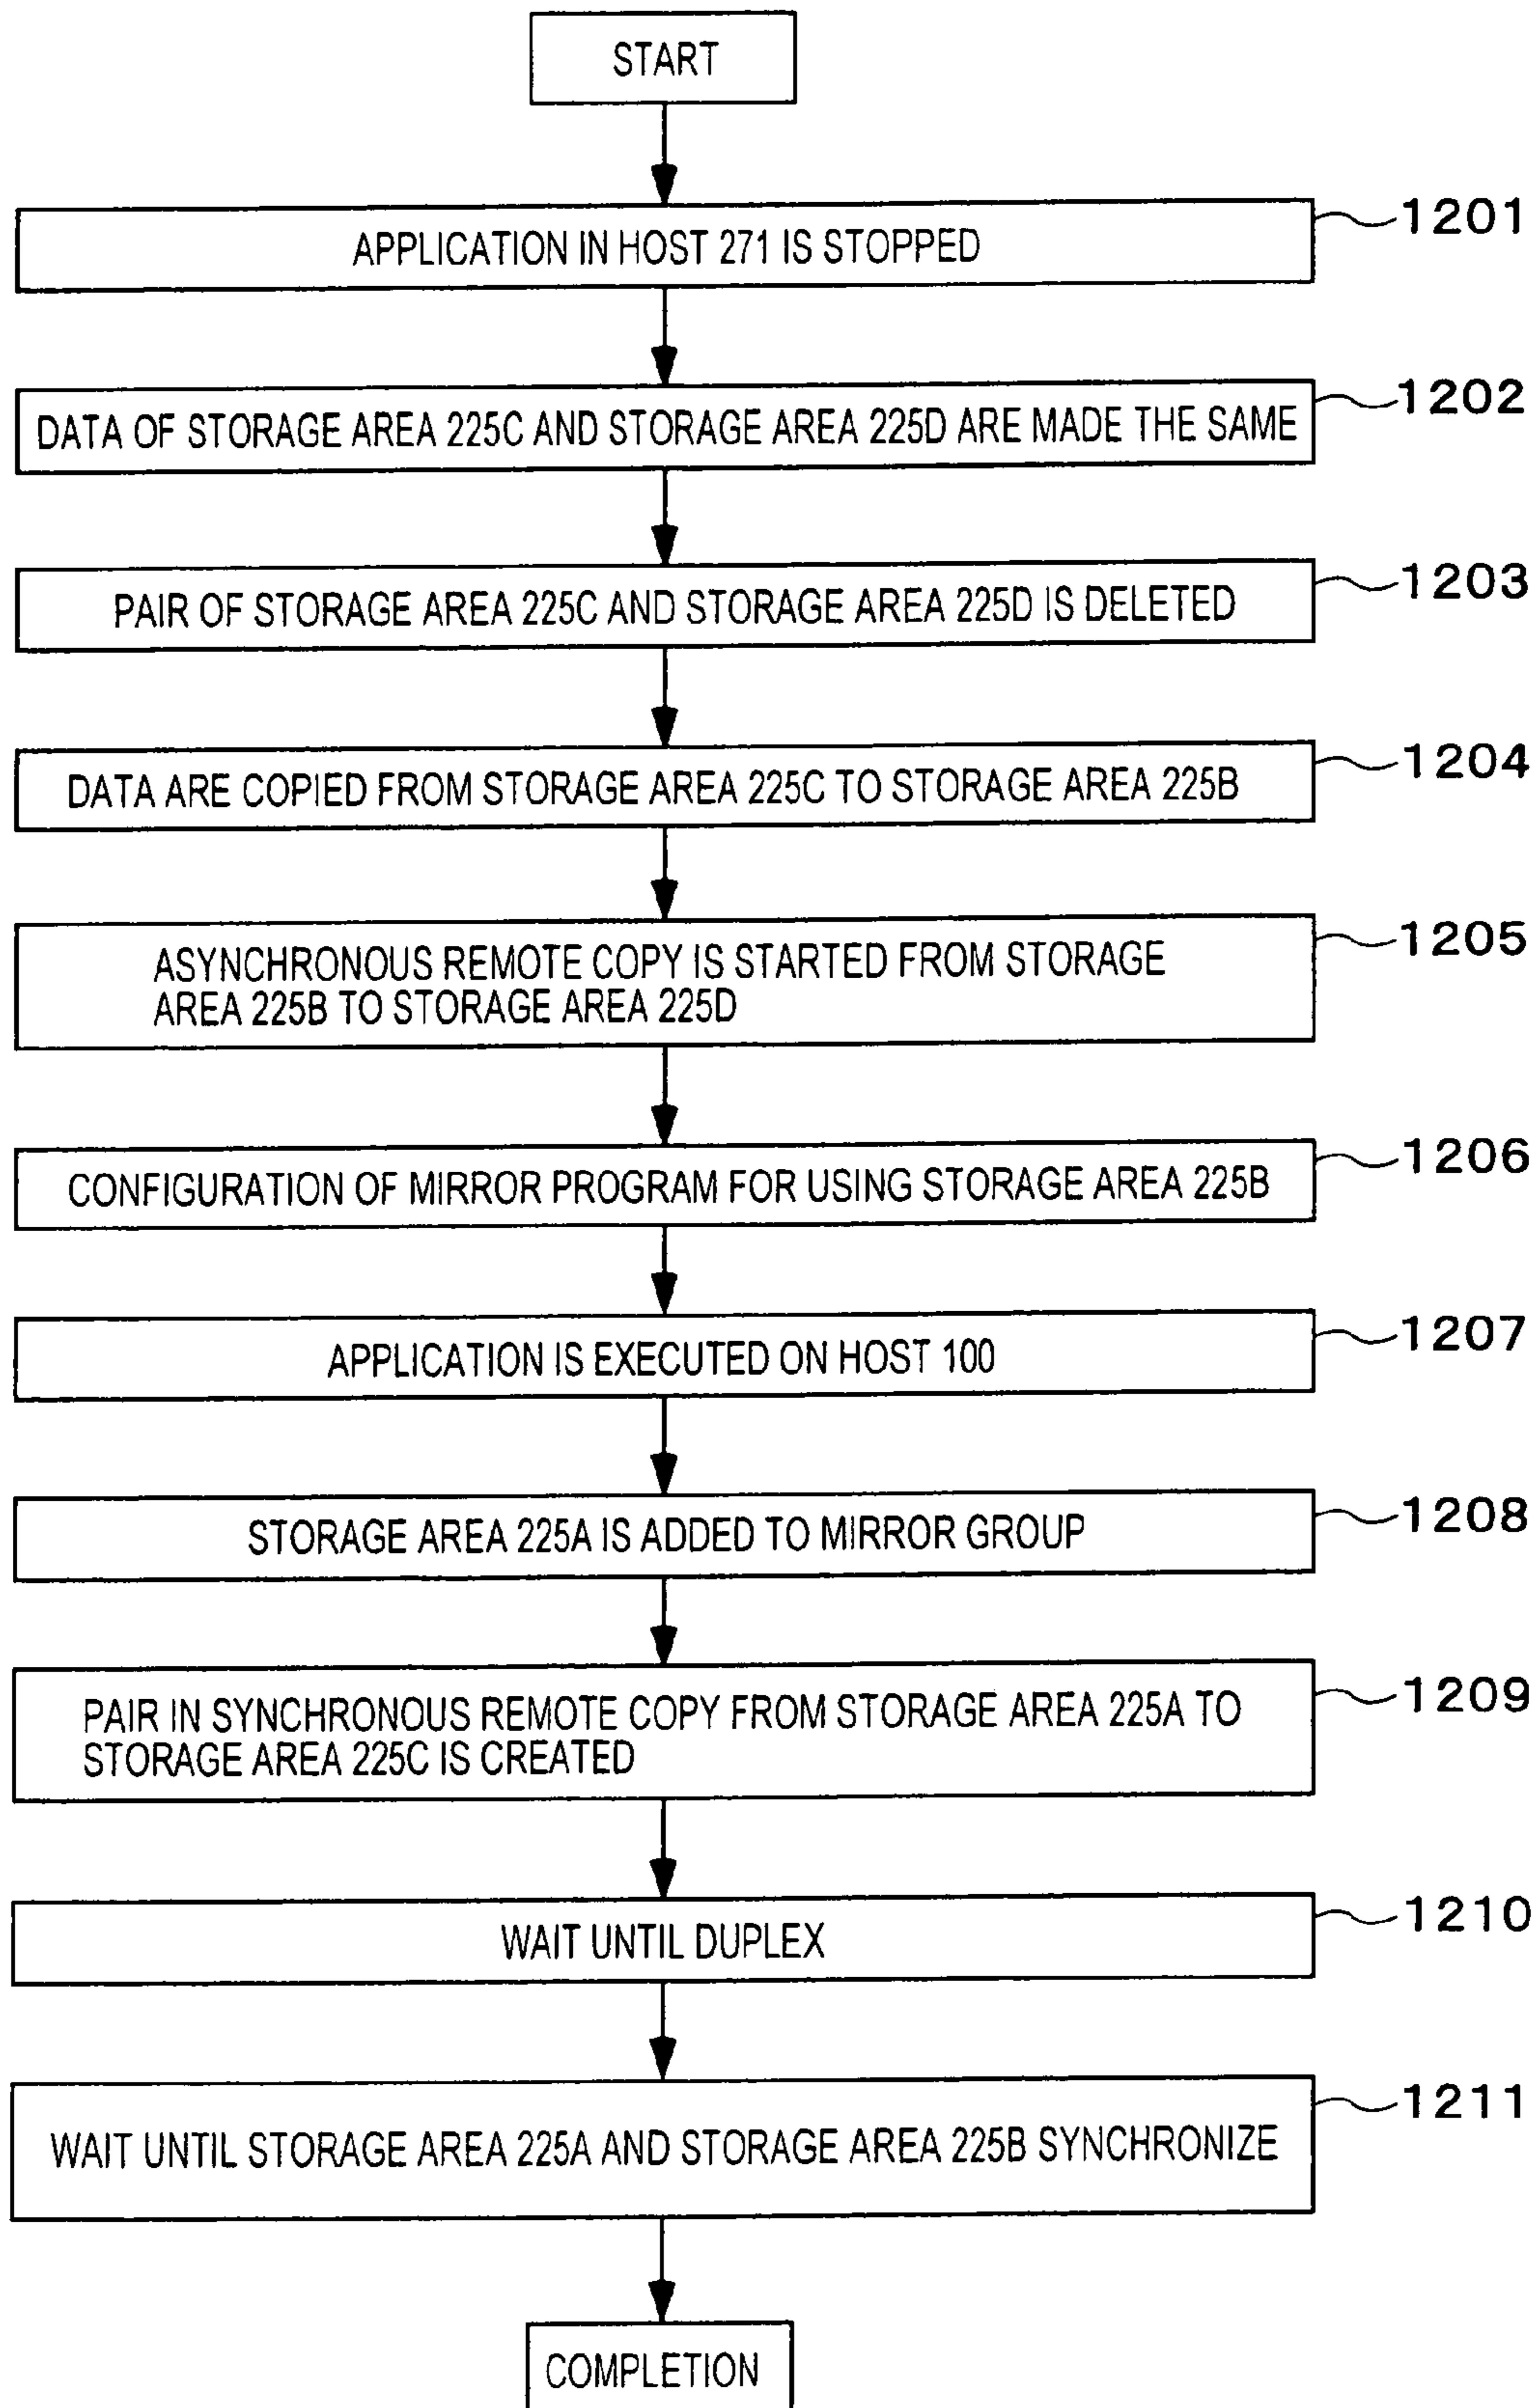 START
1201
APPLICATION IN HOST 271 IS STOPPED
1202
DATA OF STORAGE AREA 225C AND STORAGE AREA 225D ARE MADE THE SAME
1203
PAIR OF STORAGE AREA 225C AND STORAGE AREA 225D IS DELETED
1204
DATA ARE COPIED FROM STORAGE AREA 225C TO STORAGE AREA 225B
1205
ASYNCHRONOUS REMOTE COPY IS STARTED FROM STORAGE
AREA 225B TO STORAGE AREA 225D
1206
CONFIGURATION OF MIRROR PROGRAM FOR USING STORAGE AREA 225B
1207
APPLICATION IS EXECUTED ON HOST 100
1208
STORAGE AREA 225A IS ADDED TO MIRROR GROUP
1209
PAIR IN SYNCHRONOUS REMOTE COPY FROM STORAGE AREA 225A TO
STORAGE AREA 225C IS CREATED
1210
WAIT UNTIL DUPLEX
1211
WAIT UNTIL STORAGE AREA 225A AND STORAGE AREA 225B SYNCHRONIZE
COMPLETION